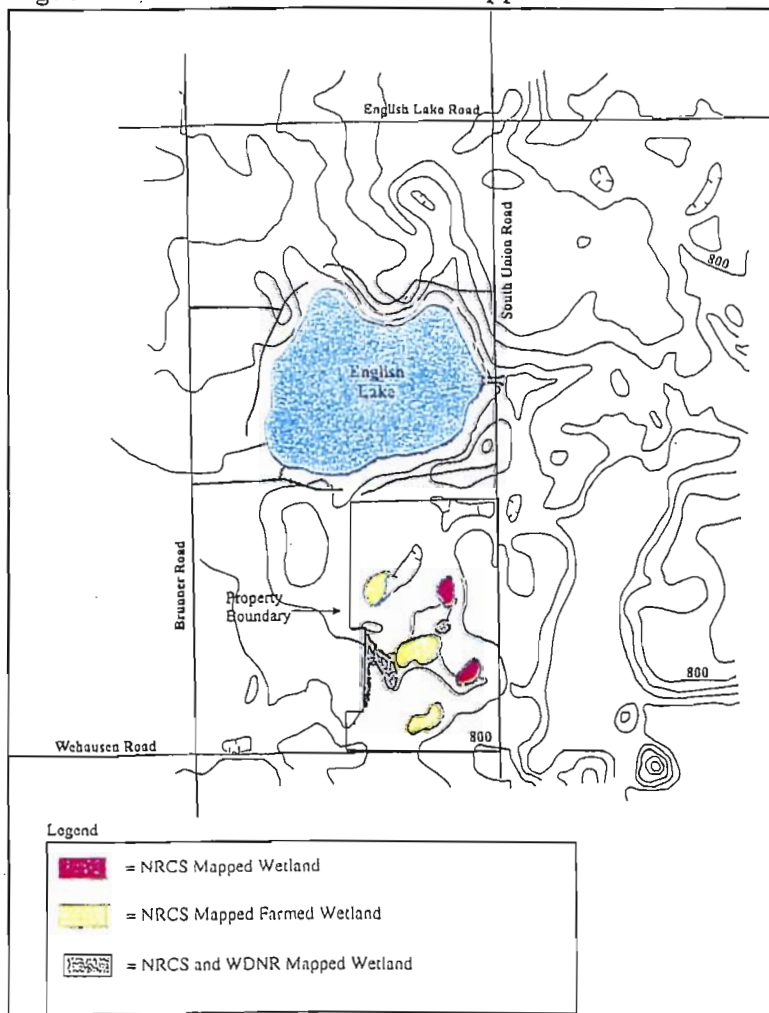 English Lake Road
South Union Road
800
English
Lake
Brunner Road
Property
Boundary
800
Wehausen Road
800
Legend
= NRCS Mapped Wetland
= NRCS Mapped Farmed Wetland
= NRCS and WDNR Mapped Wetland